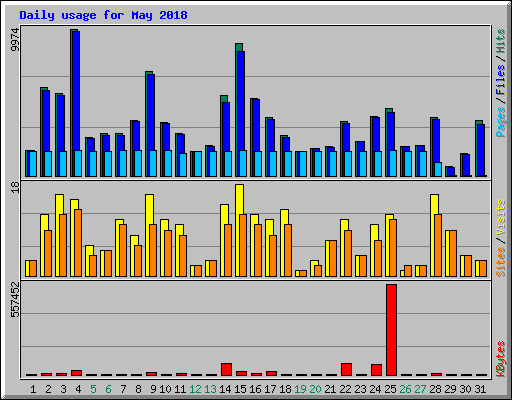 Daily usage for May 2018
9974
Pages / Files / Hits
18
Sites / Visits
557452
KBytes
1 2 3 4 5 6 7 8 9 10 11 12 13 14 15 16 17 18 19 20 21 22 23 24 25 26 27 28 29 30 31